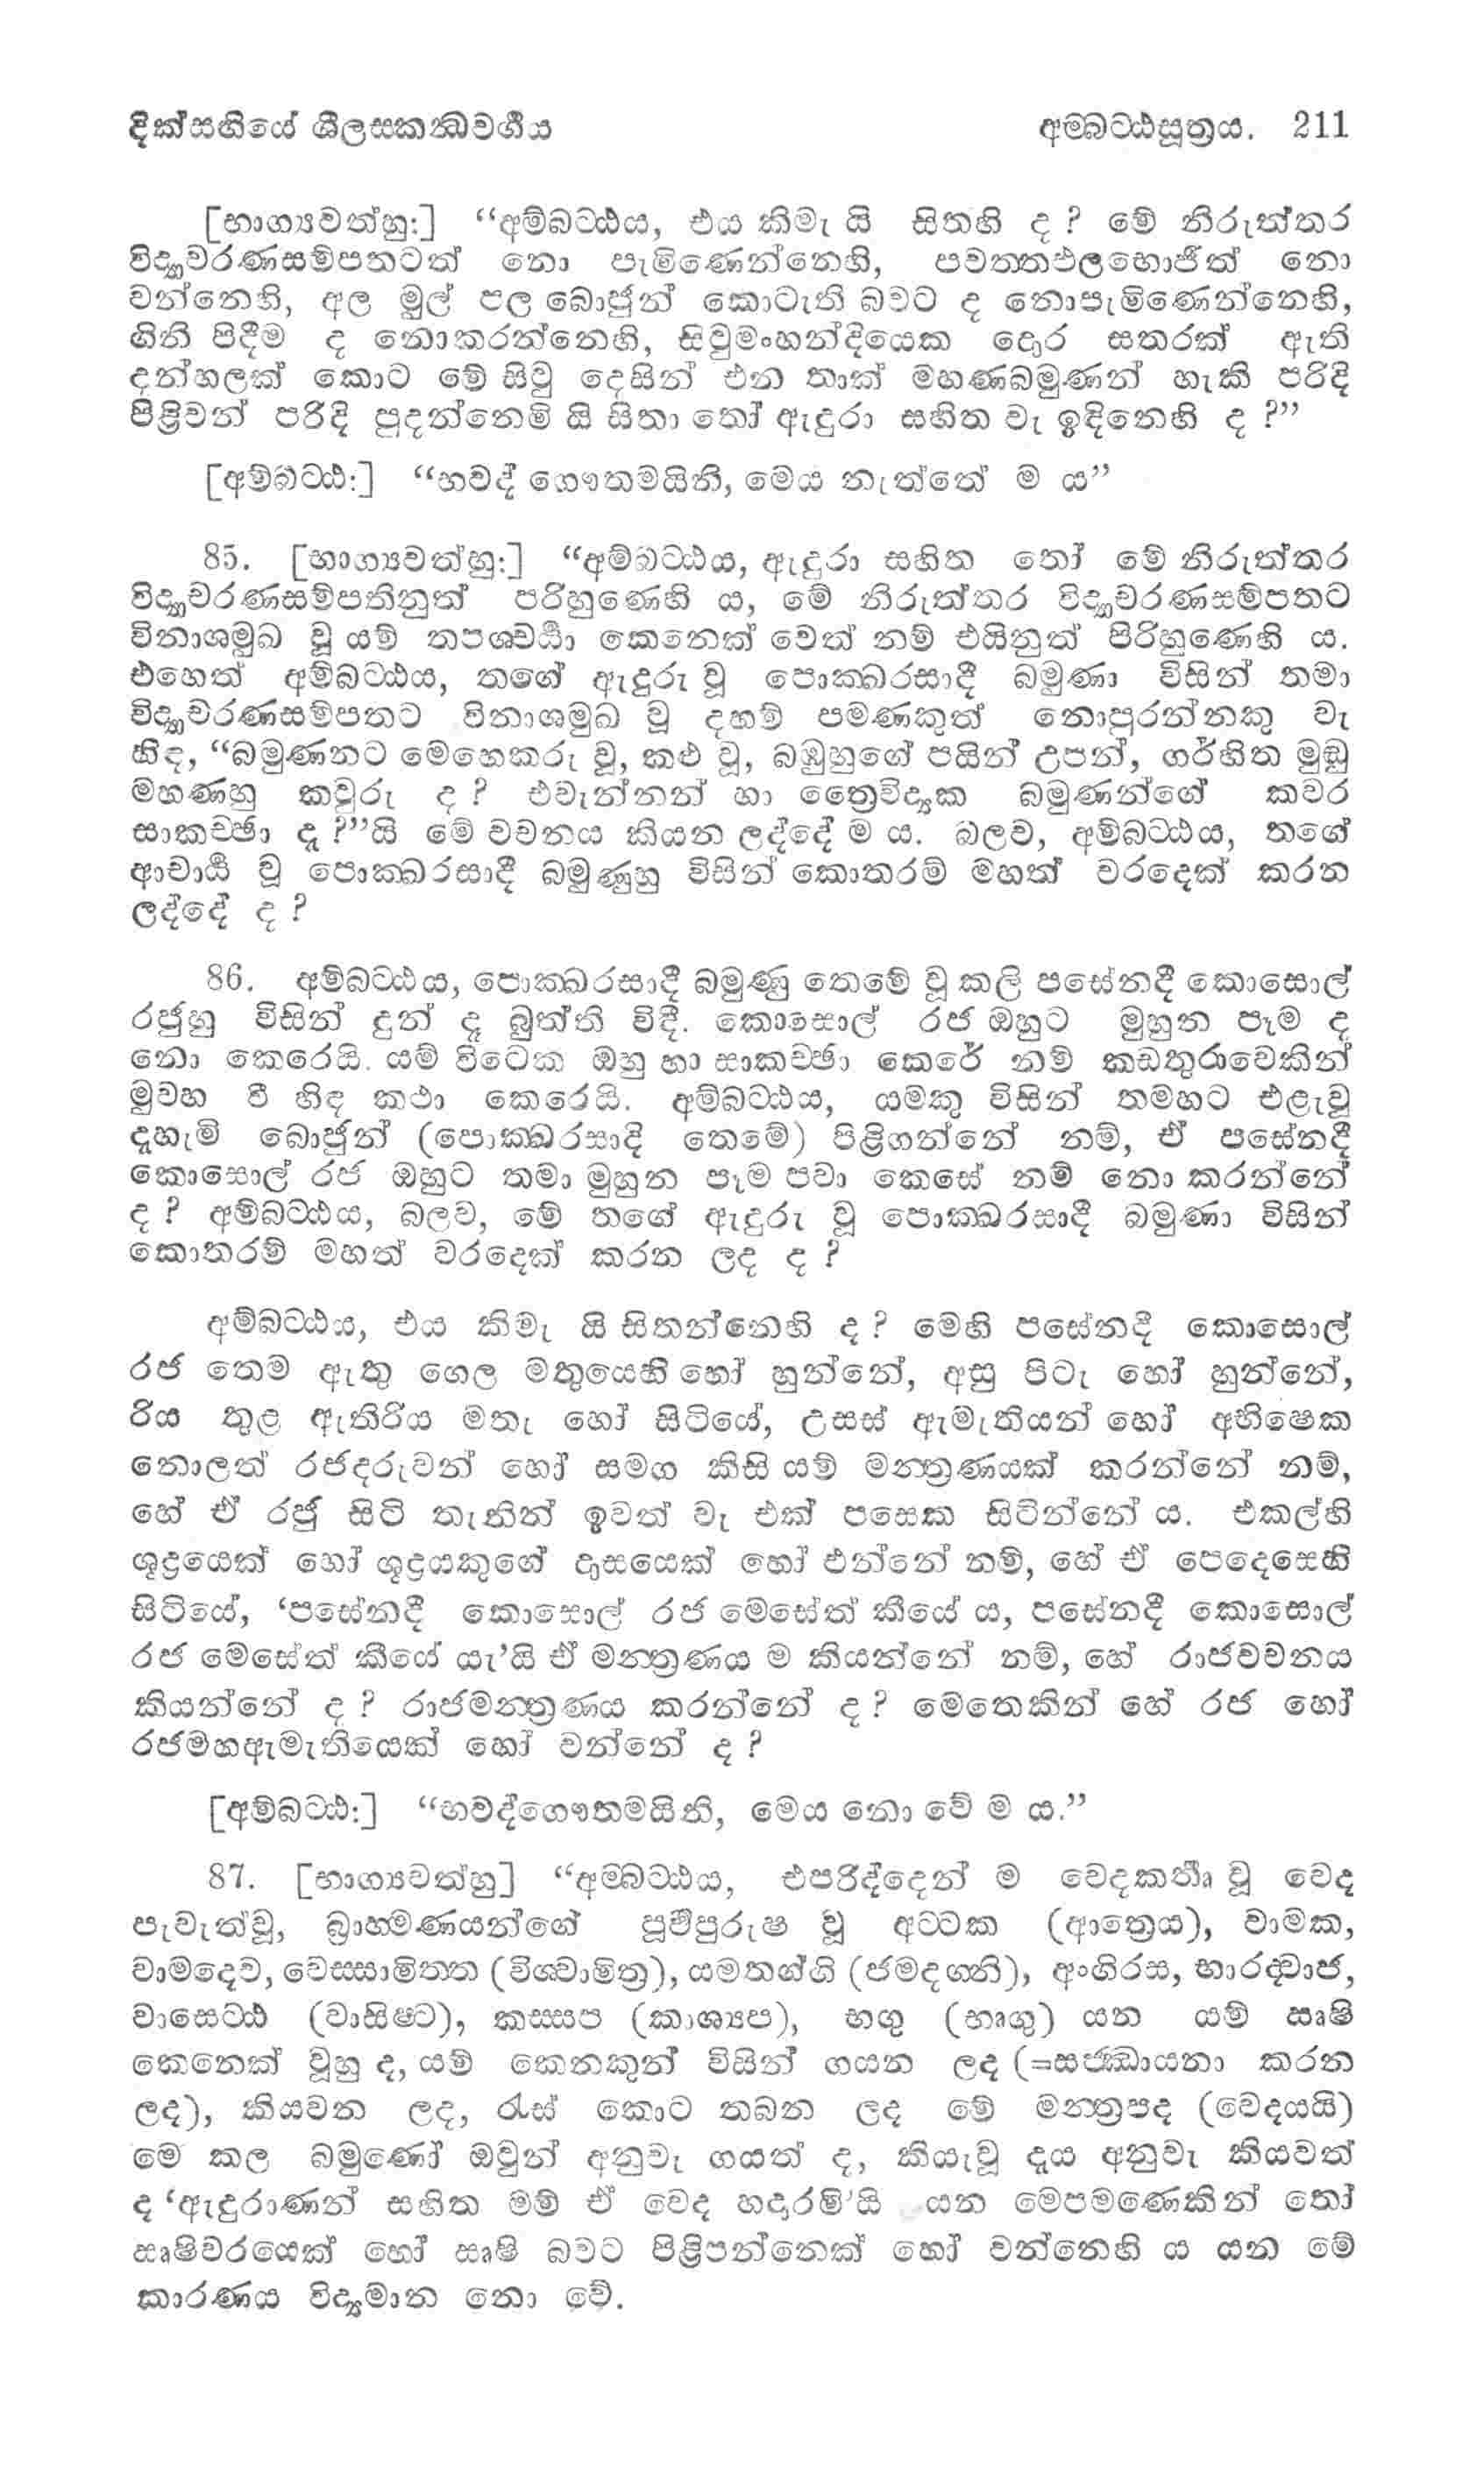 දික්සඟියේ ශීලසකන්ධවර්‍ගය අම්බට්ඨසූත්‍රය. 211
[භාග්‍යවත්හු:] “අම්බට්ඨය, එය කිමැ යි සිතහි ද? මේ නිරුත්තර
විද්‍යාචරණසම්පතටත් නො පැමිණෙන්නෙහි, පවත්තඵලභොජිත් නො
වන්නෙහි, අල මුල් පල බොජුන් කොටැති බවට ද නොපැමිණෙන්නෙහි,
ගිනි පිදීම ද නොකරන්නෙහි, සිවුමංහන්දියෙක දොර සතරක් ඇති
දන්හලක් කොට මේ සිවු දෙසින් එන තාක් මහණබමුණන් හැකි පරිදි
පිළිවන් පරිදි පුදන්නෙමි යි සිතා තෝ ඇදුරා සහිත වැ ඉඳිනෙහි ද?”
[අම්බට්ඨ:] “භවද් ගෞතමයිනි, මෙය නැත්තේ ම ය”
85. [භාග්‍යවත්හු:] “අම්බට්ඨය, ඇදුරා සහිත තෝ මේ නිරුත්තර
විද්‍යාචරණසම්පතිනුත් පරිහුණෙහි ය, මේ නිරුත්තර විද්‍යාචරණසම්පතට
විනාශමුඛ වූ යම් තපශ්චර්‍ය්‍යා කෙනෙක් වෙත් නම් එයිනුත් පිරිහුණෙහි ය.
එහෙත් අම්බට්ඨය, තගේ ඇදුරු වූ පොක්ඛරසාදී බමුණා විසින් තමා
විද්‍යාචරණසම්පතට විනාශමුඛ වූ දහම් පමණකුත් නොපුරන්නකු වැ
හිඳ, “බමුණනට මෙහෙකරු වූ, කළු වූ, බඹුහුගේ පයින් උපන්, ගර්හිත මුඩු
මහණහු කවුරු ද? එවැන්නන් හා ත්‍රෛවිද්‍යක බමුණන්ගේ කවර
සාකච්ඡා දැ?”යි මේ වචනය කියන ලද්දේ ම ය. බලව, අම්බට්ඨය, තගේ
ආචාර්‍ය්‍ය වූ පොක්ඛරසාදී බමුණුහු විසින් කොතරම් මහත් වරදෙක් කරන
ලද්දේ ද?
86. අම්බට්ඨය, පොක්ඛරසාදී බමුණු තෙමේ වූ කලි පසේනදී කොසොල්
රජුහු විසින් දුන් දෑ බුත්ති විදී. කොසොල් රජ ඔහුට මුහුන පෑම ද
නො කෙරෙයි. යම් විටෙක ඔහු හා සාකච්ඡා කෙරේ නම් කඩතුරාවෙකින්
මුවහ වී හිඳ කථා කෙරෙයි. අම්බට්ඨය, යමකු විසින් තමහට එළැවූ
දැහැමි බොජුන් (පොක්ඛරසාදි තෙමේ) පිළිගන්නේ නම්, ඒ පසේනදී
කොසොල් රජ ඔහුට තමා මුහුන පෑම පවා කෙසේ නම් නො කරන්නේ
ද? අම්බට්ඨය, බලව, මේ තගේ ඇදුරු වූ පොක්ඛරසාදී බමුණා විසින්
කොතරම් මහත් වරදෙක් කරන ලද ද?
අම්බට්ඨය, එය කිමැ යි සිතන්නෙහි ද? මෙහි පසේනදී කොසොල්
රජ තෙම ඇතු ගෙල මතුයෙහි හෝ හුන්නේ, අසු පිටැ හෝ හුන්නේ,
රිය තුළ ඇතිරිය මතැ හෝ සිටියේ, උසස් ඇමැතියන් හෝ අභිෂෙක
නොලත් රජදරුවන් හෝ සමග කිසි යම් මන්ත්‍රණයක් කරන්නේ නම්,
හේ ඒ රජු සිටි තැනින් ඉවත් වැ එක් පසෙක සිටින්නේ ය. එකල්හි
ශූද්‍රයෙක් හෝ ශූද්‍රයකුගේ දාසයෙක් හෝ එන්නේ නම්, හේ ඒ පෙදෙසෙහි
සිටියේ, ‘පසේනදී කොසොල් රජ මෙසේත් කීයේ ය, පසේනදී කොසොල්
රජ මෙසේත් කීයේ යැ’යි ඒ මන්ත්‍රණය ම කියන්නේ නම්, හේ රාජවචනය
කියන්නේ ද? රාජමන්ත්‍රණය කරන්නේ ද? මෙතෙකින් හේ රජ හෝ
රජමහඇමැතියෙක් හෝ වන්නේ ද?
[අම්බට්ඨ:] “භවද්ගෞතමයිනි, මෙය නො වේ ම ය.”
87. [භාග්‍යවත්හු] “අම්බට්ඨය, එපරිද්දෙන් ම වෙදකර්‍තෘ වූ වෙද
පැවැත්වූ, බ්‍රාහ්මණයන්ගේ පූර්‍වපුරුෂ වූ අට්ටක (ආත්‍රෙය), වාමක,
වාමදෙව, වෙස්සාමිත්ත (විශ්වාමිත්‍ර), යමතග්ගි (ජමදග්නි), අංගිරස, භාරද්වාජ,
වාසෙට්ඨ (වාසිෂ්ට), කස්සප (කාශ්‍යප), භගු (භෘගු) යන යම් ඍෂි
කෙනෙක් වූහු ද, යම් කෙනකුන් විසින් ගයන ලද (=සජ්ඣායනා කරන
ලද), කියවන ලද, රැස් කොට තබන ලද මේ මන්ත්‍රපද (වෙදයයි)
මෙ කල බමුණෝ ඔවුන් අනුවැ ගයත් ද, කියැවූ දැය අනුවැ කියවත්
ද ‘ඇදුරාණන් සහිත මම් ඒ වෙද හදාරමි’යි යන මෙපමණෙකින් තෝ
ඍෂිවරයෙක් හෝ ඍෂි බවට පිළිපන්නෙක් හෝ වන්නෙහි ය යන මේ
කාරණය විද්‍යමාන නො වේ.